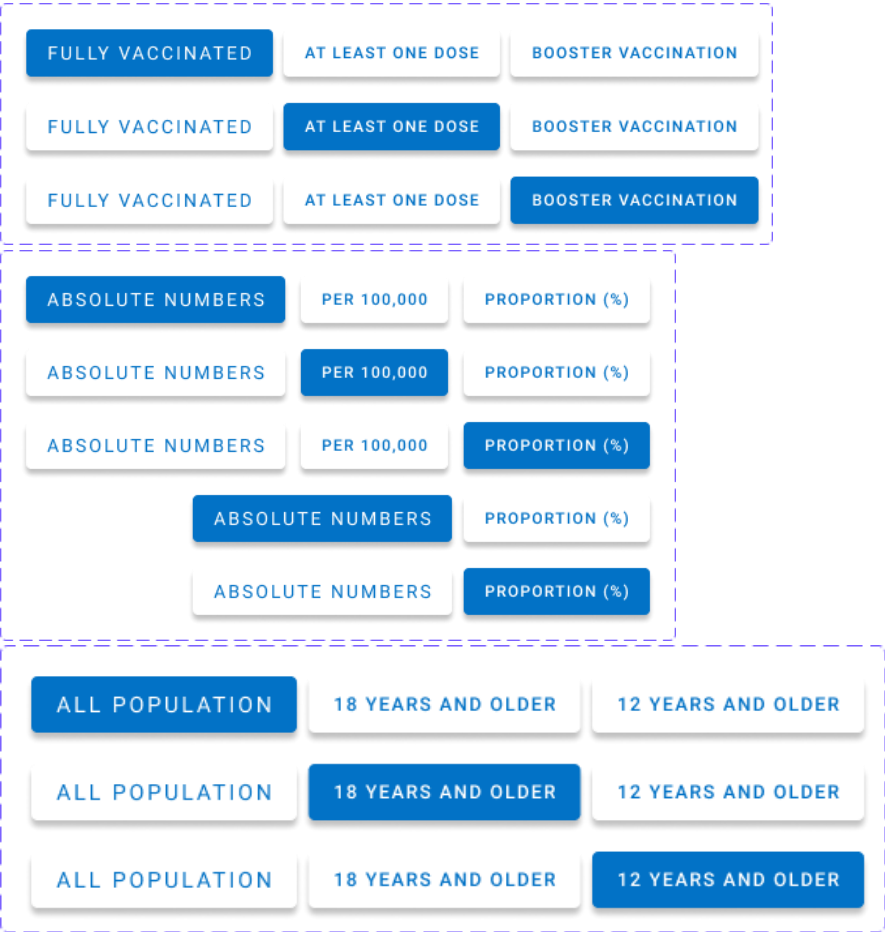 FULLY VACCINATED AT LEAST ONE DOSE BOOSTER VACCINATION
FULLY VACCINATED AT LEAST ONE DOSE BOOSTER VACCINATION
FULLY VACCINATED AT LEAST ONE DOSE BOOSTER VACCINATION
ABSOLUTE NUMBERS PER 100,000 PROPORTION (%)
ABSOLUTE NUMBERS PER 100,000 PROPORTION (%)
ABSOLUTE NUMBERS PER 100,000 PROPORTION (%)
ABSOLUTE NUMBERS PROPORTION (%)
ABSOLUTE NUMBERS PROPORTION (%)
ALL POPULATION 18 YEARS AND OLDER 12 YEARS AND OLDER
ALL POPULATION 18 YEARS AND OLDER 12 YEARS AND OLDER
ALL POPULATION 18 YEARS AND OLDER 12 YEARS AND OLDER